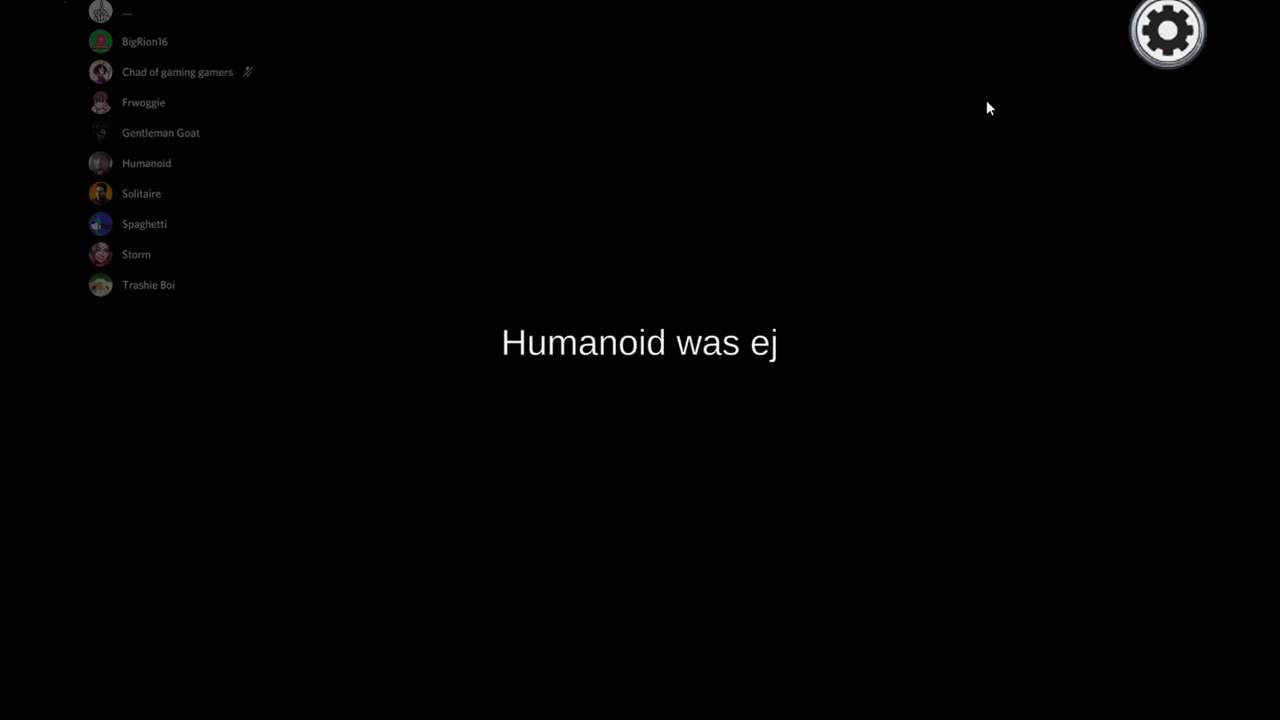 ....
BigRion16
Chad of gaming gamers
Frwoggie
Gentleman Goat
Humanoid
Solitaire
Spaghetti
Storm
Trashie Boi
Humanoid was ej